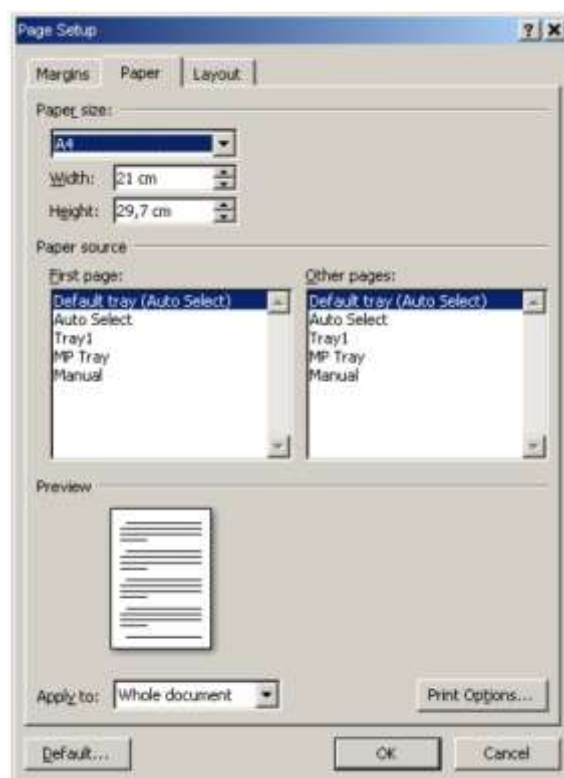 Page Setup
Margins Paper Layout
Paper size:
A4
Width: 21 cm
Height: 29,7 cm
Paper source
First page:
Default tray (Auto Select)
Auto Select
Tray1
MP Tray
Manual
Other pages:
Default tray (Auto Select)
Auto Select
Tray1
MP Tray
Manual
Preview
Apply to: Whole document
Print Options...
Default... OK Cancel